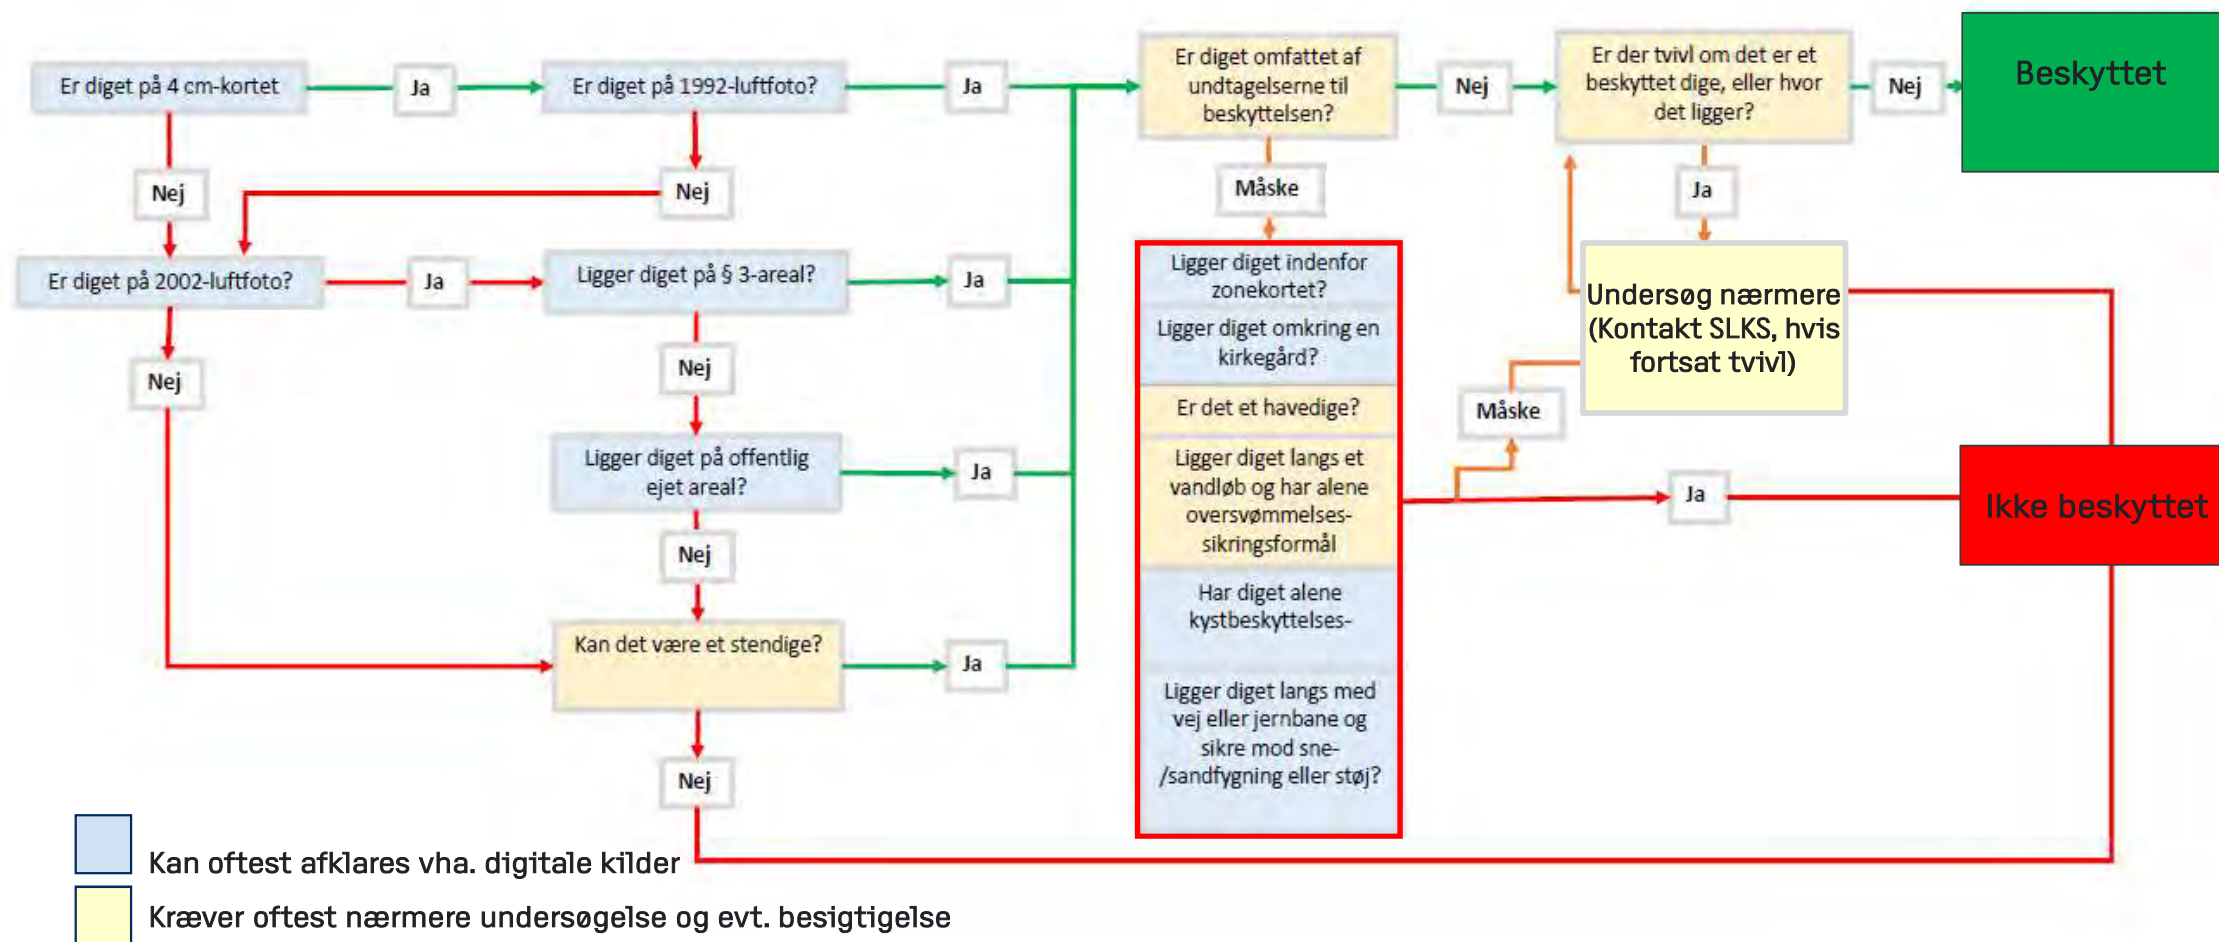 Er diget på 4 cm-kortet
Ja
Er diget på 1992-luftfoto?
Ja
Er diget omfattet af
undtagelserne til
beskyttelsen?
Nej
Er der tvivl om det er et
beskyttet dige, eller hvor
det ligger?
Nej
Beskyttet
Nej
Nej
Måske
Ja
Er diget på 2002-luftfoto?
Ja
Ligger diget på § 3-areal?
Ja
Ligger diget indenfor
zonekortet?
Ligger diget omkring en
kirkegård?
Er det et havedige?
Ligger diget langs et
vandløb og har alene
oversvømmelses-
sikringsformål
Har diget alene
kystbeskyttelses-
Ligger diget langs med
vej eller jernbane og
sikre mod sne-
/sandfygning eller støj?
Undersøg nærmere
(Kontakt SLKS, hvis
fortsat tvivl)
Nej
Nej
Måske
Ligger diget på offentlig
ejet areal?
Ja
Ja
Ikke beskyttet
Nej
Kan det være et stendige?
Ja
Nej
Kan oftest afklares vha. digitale kilder
Kræver oftest nærmere undersøgelse og evt. besigtigelse